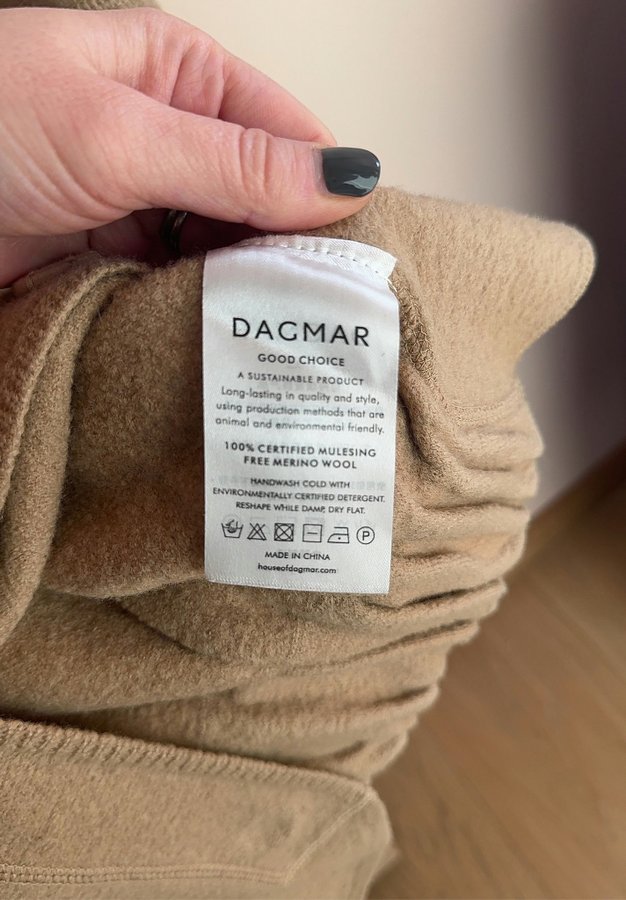 DAGMAR
GOOD CHOICE
A SUSTAINABLE PRODUCT
Long-lasting in quality and style,
using production methods that are
animal and environmental friendly.
100% CERTIFIED MULESING
FREE MERINO WOOL
HANDWASH COLD WITH
ENVIRONMENTALLY CERTIFIED DETERGENT.
RESHAPE WHILE DAMP, DRY FLAT.
P
MADE IN CHINA
houseofdagmar.com